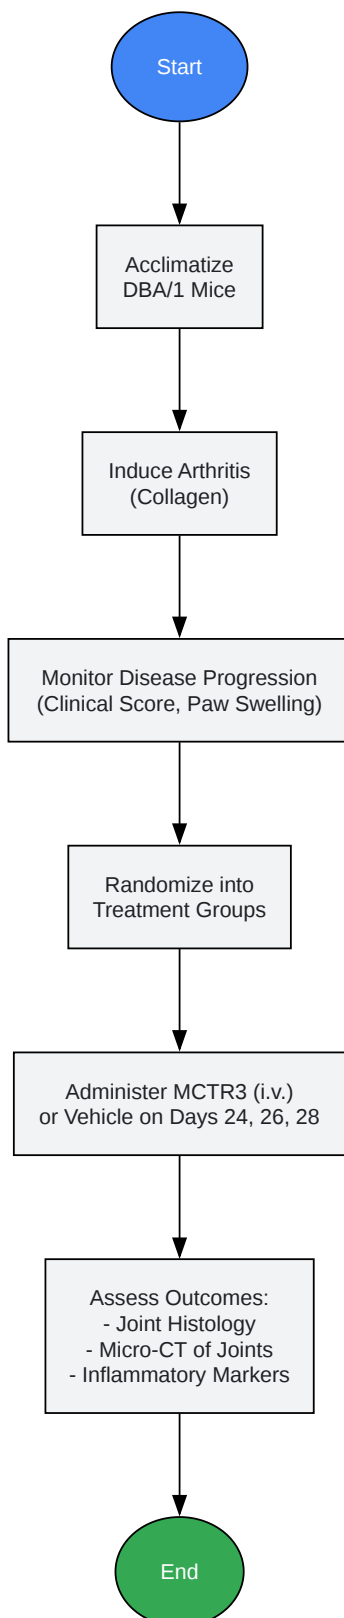 Start
Acclimatize
DBA/1 Mice
Induce Arthritis
(Collagen)
Monitor Disease Progression
(Clinical Score, Paw Swelling)
Randomize into
Treatment Groups
Administer MCTR3 (i.v.)
or Vehicle on Days 24, 26, 28
Assess Outcomes:
- Joint Histology
- Micro-CT of Joints
- Inflammatory Markers
End